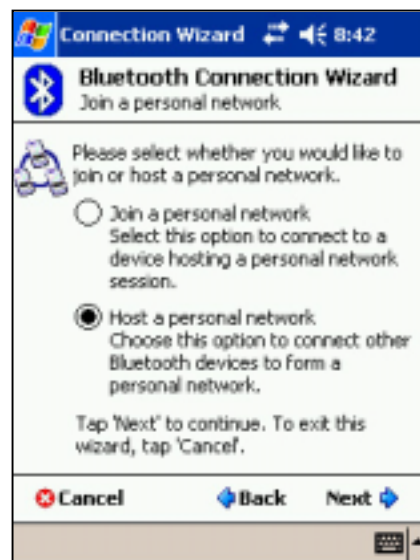 Connection Wizard 8:42
Bluetooth Connection Wizard
Join a personal network
Please select whether you would like to
join or host a personal network.
Join a personal network
Select this option to connect to a
device hosting a personal network
session.
Host a personal network
Choose this option to connect other
Bluetooth devices to form a
personal network.
Tap 'Next' to continue. To exit this
wizard, tap 'Cancel'.
Cancel Back Next